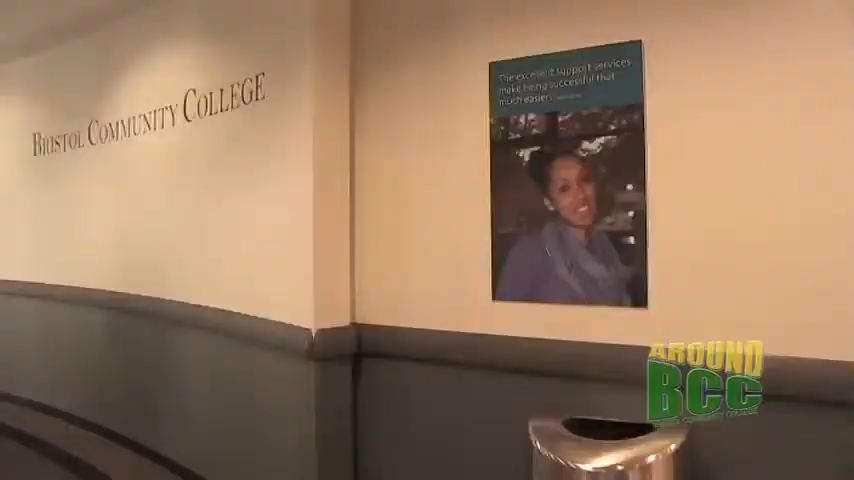 BRISTOL COMMUNITY COLLEGE
The excellent support services
make being successful that
much easier.
AROUND
BCC